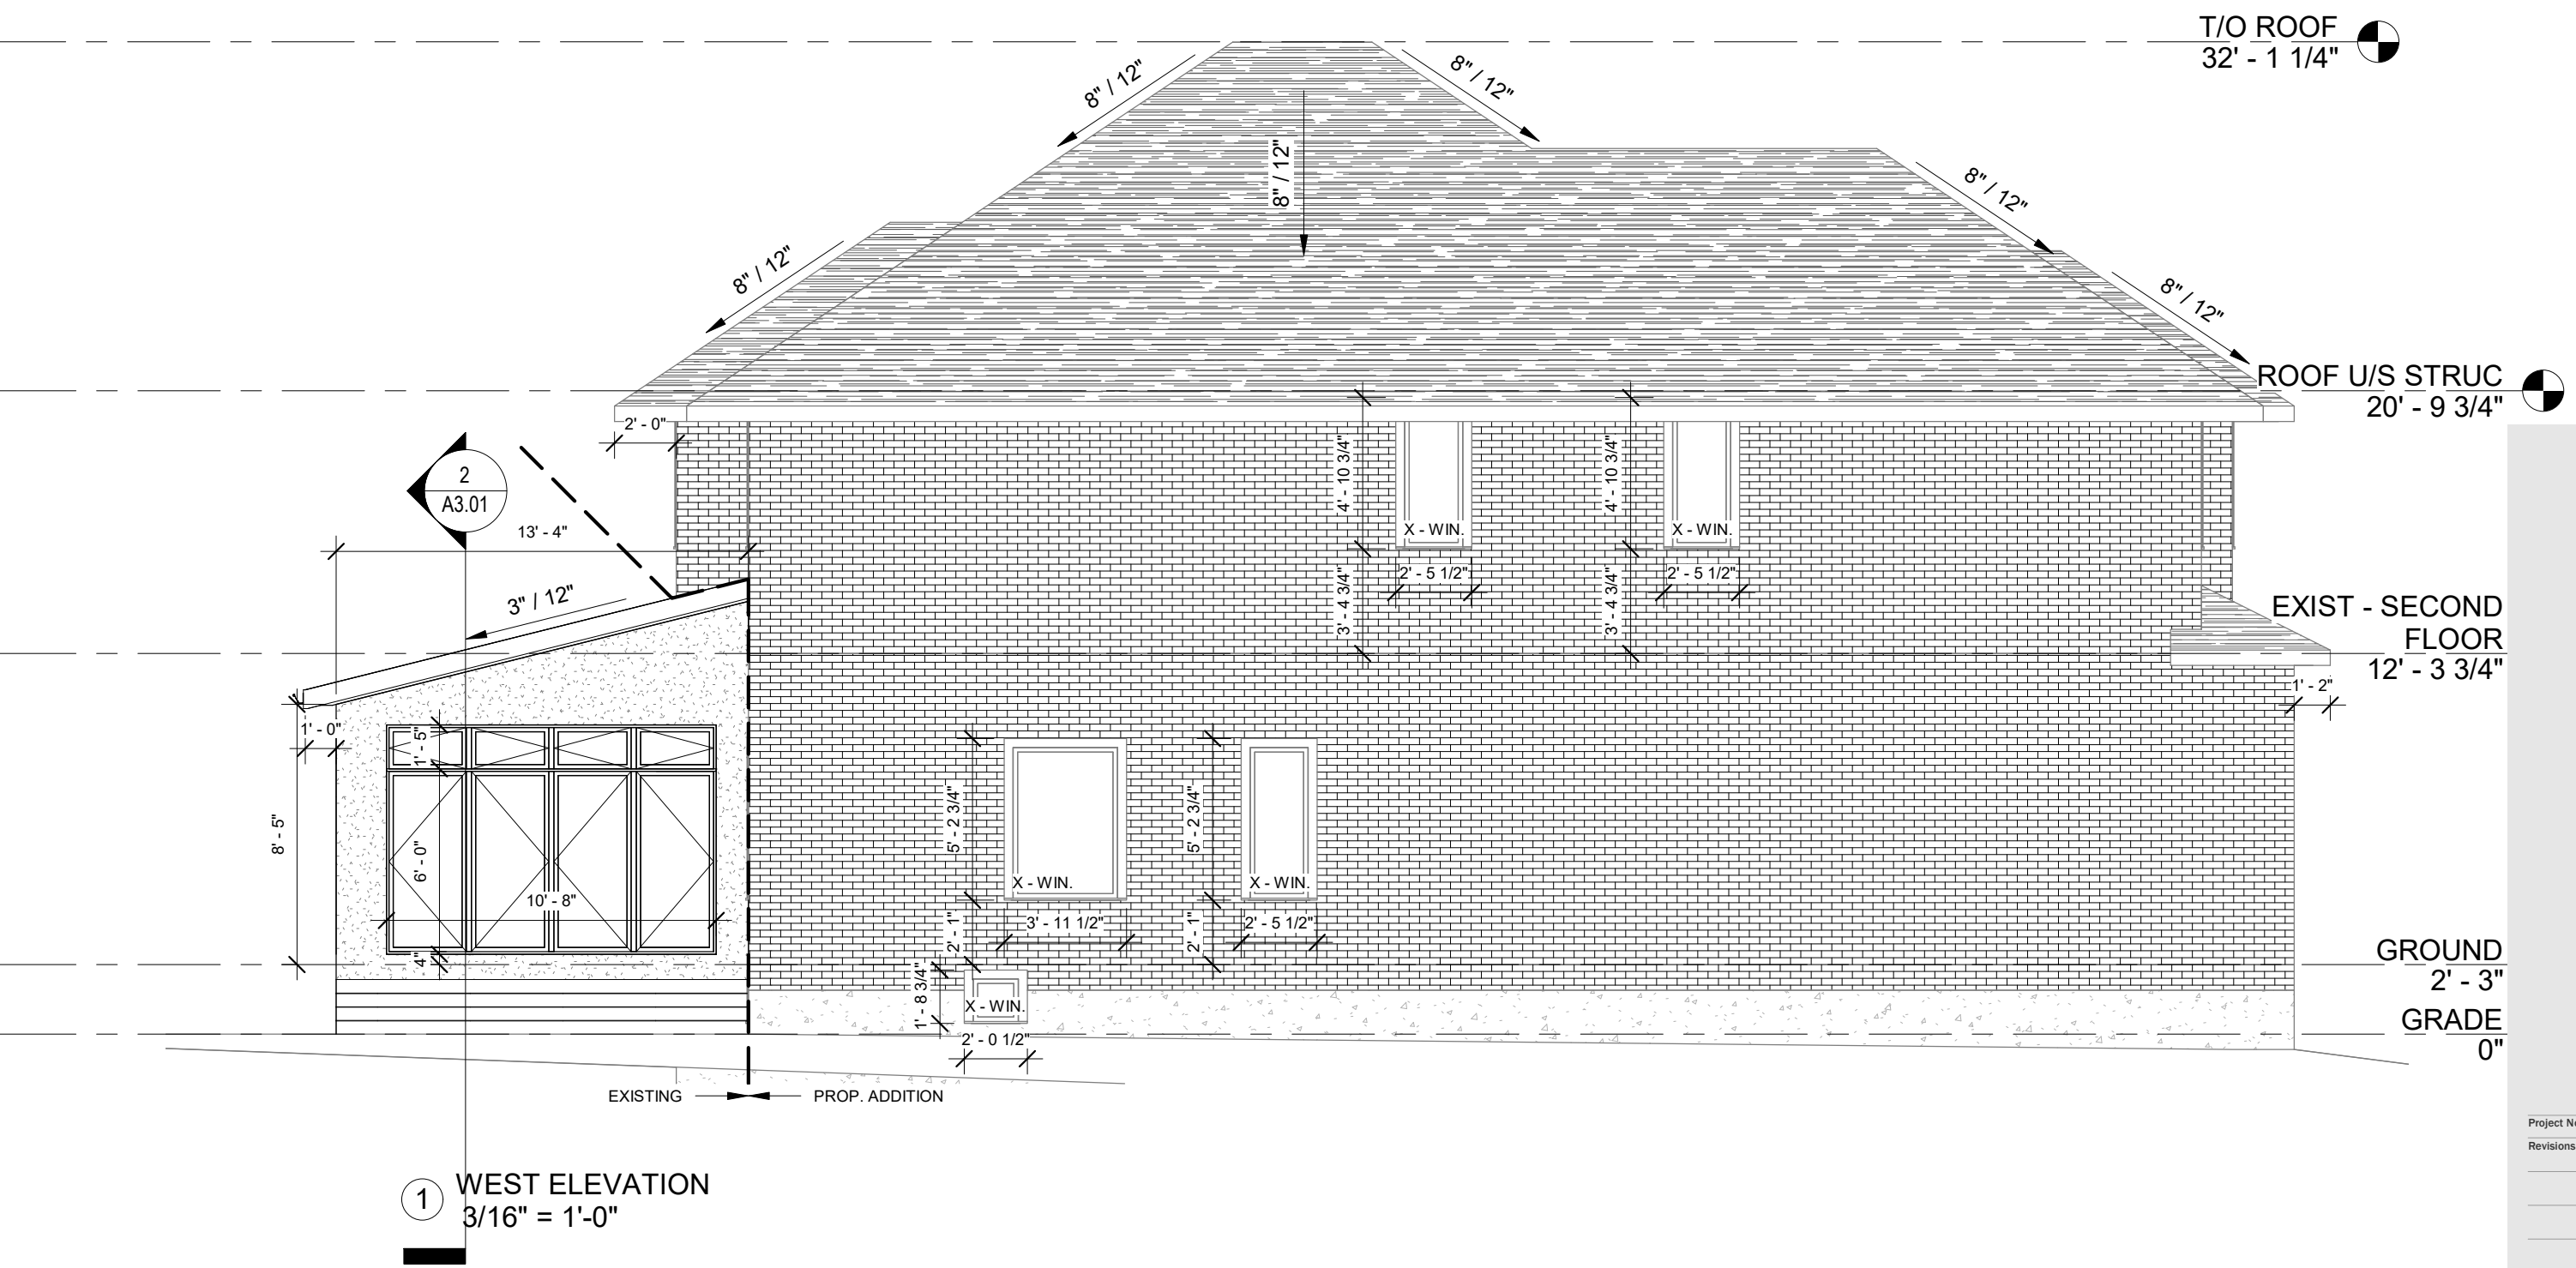 T/O ROOF
32' - 1 1/4"
8" / 12"
8" / 12"
8" / 12"
8" / 12"
8" / 12"
8" / 12"
ROOF U/S STRUC
20' - 9 3/4"
2' - 0"
2
A3.01
13' - 4"
4' - 10 3/4"
4' - 10 3/4"
X - WIN.
X - WIN.
2' - 5 1/2"
2' - 5 1/2"
3' - 4 3/4"
3' - 4 3/4"
3" / 12"
EXIST - SECOND
FLOOR
12' - 3 3/4"
1' - 2"
1' - 0"
1' - 5"
8' - 5"
6' - 0"
10' - 8"
4"
5' - 2 3/4"
5' - 2 3/4"
X - WIN.
X - WIN.
3' - 11 1/2"
2' - 5 1/2"
2' - 1"
2' - 1"
1' - 8 3/4"
X - WIN.
2' - 0 1/2"
GROUND
2' - 3"
GRADE
0"
EXISTING
PROP. ADDITION
Project
Revisions
1
WEST ELEVATION
3/16" = 1'-0"